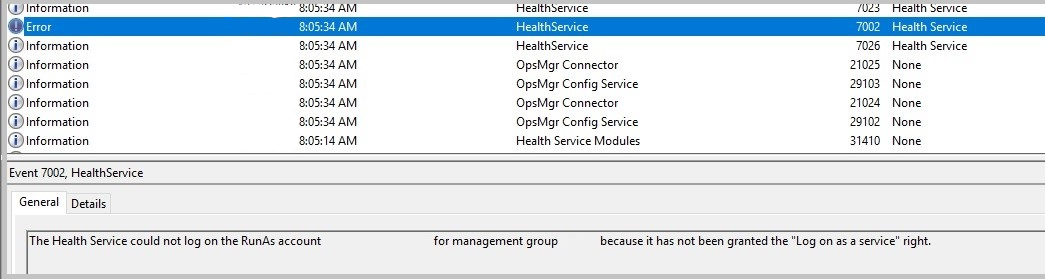 Information 8:05:34 AM HealthService 7023 Health Service
Error 8:05:34 AM HealthService 7002 Health Service
Information 8:05:34 AM HealthService 7026 Health Service
Information 8:05:34 AM OpsMgr Connector 21025 None
Information 8:05:34 AM OpsMgr Config Service 29103 None
Information 8:05:34 AM OpsMgr Connector 21024 None
Information 8:05:34 AM OpsMgr Config Service 29102 None
Information 8:05:14 AM Health Service Modules 31410 None
Event 7002, HealthService
General Details
The Health Service could not log on the RunAs account for management group because it has not been granted the "Log on as a service" right.